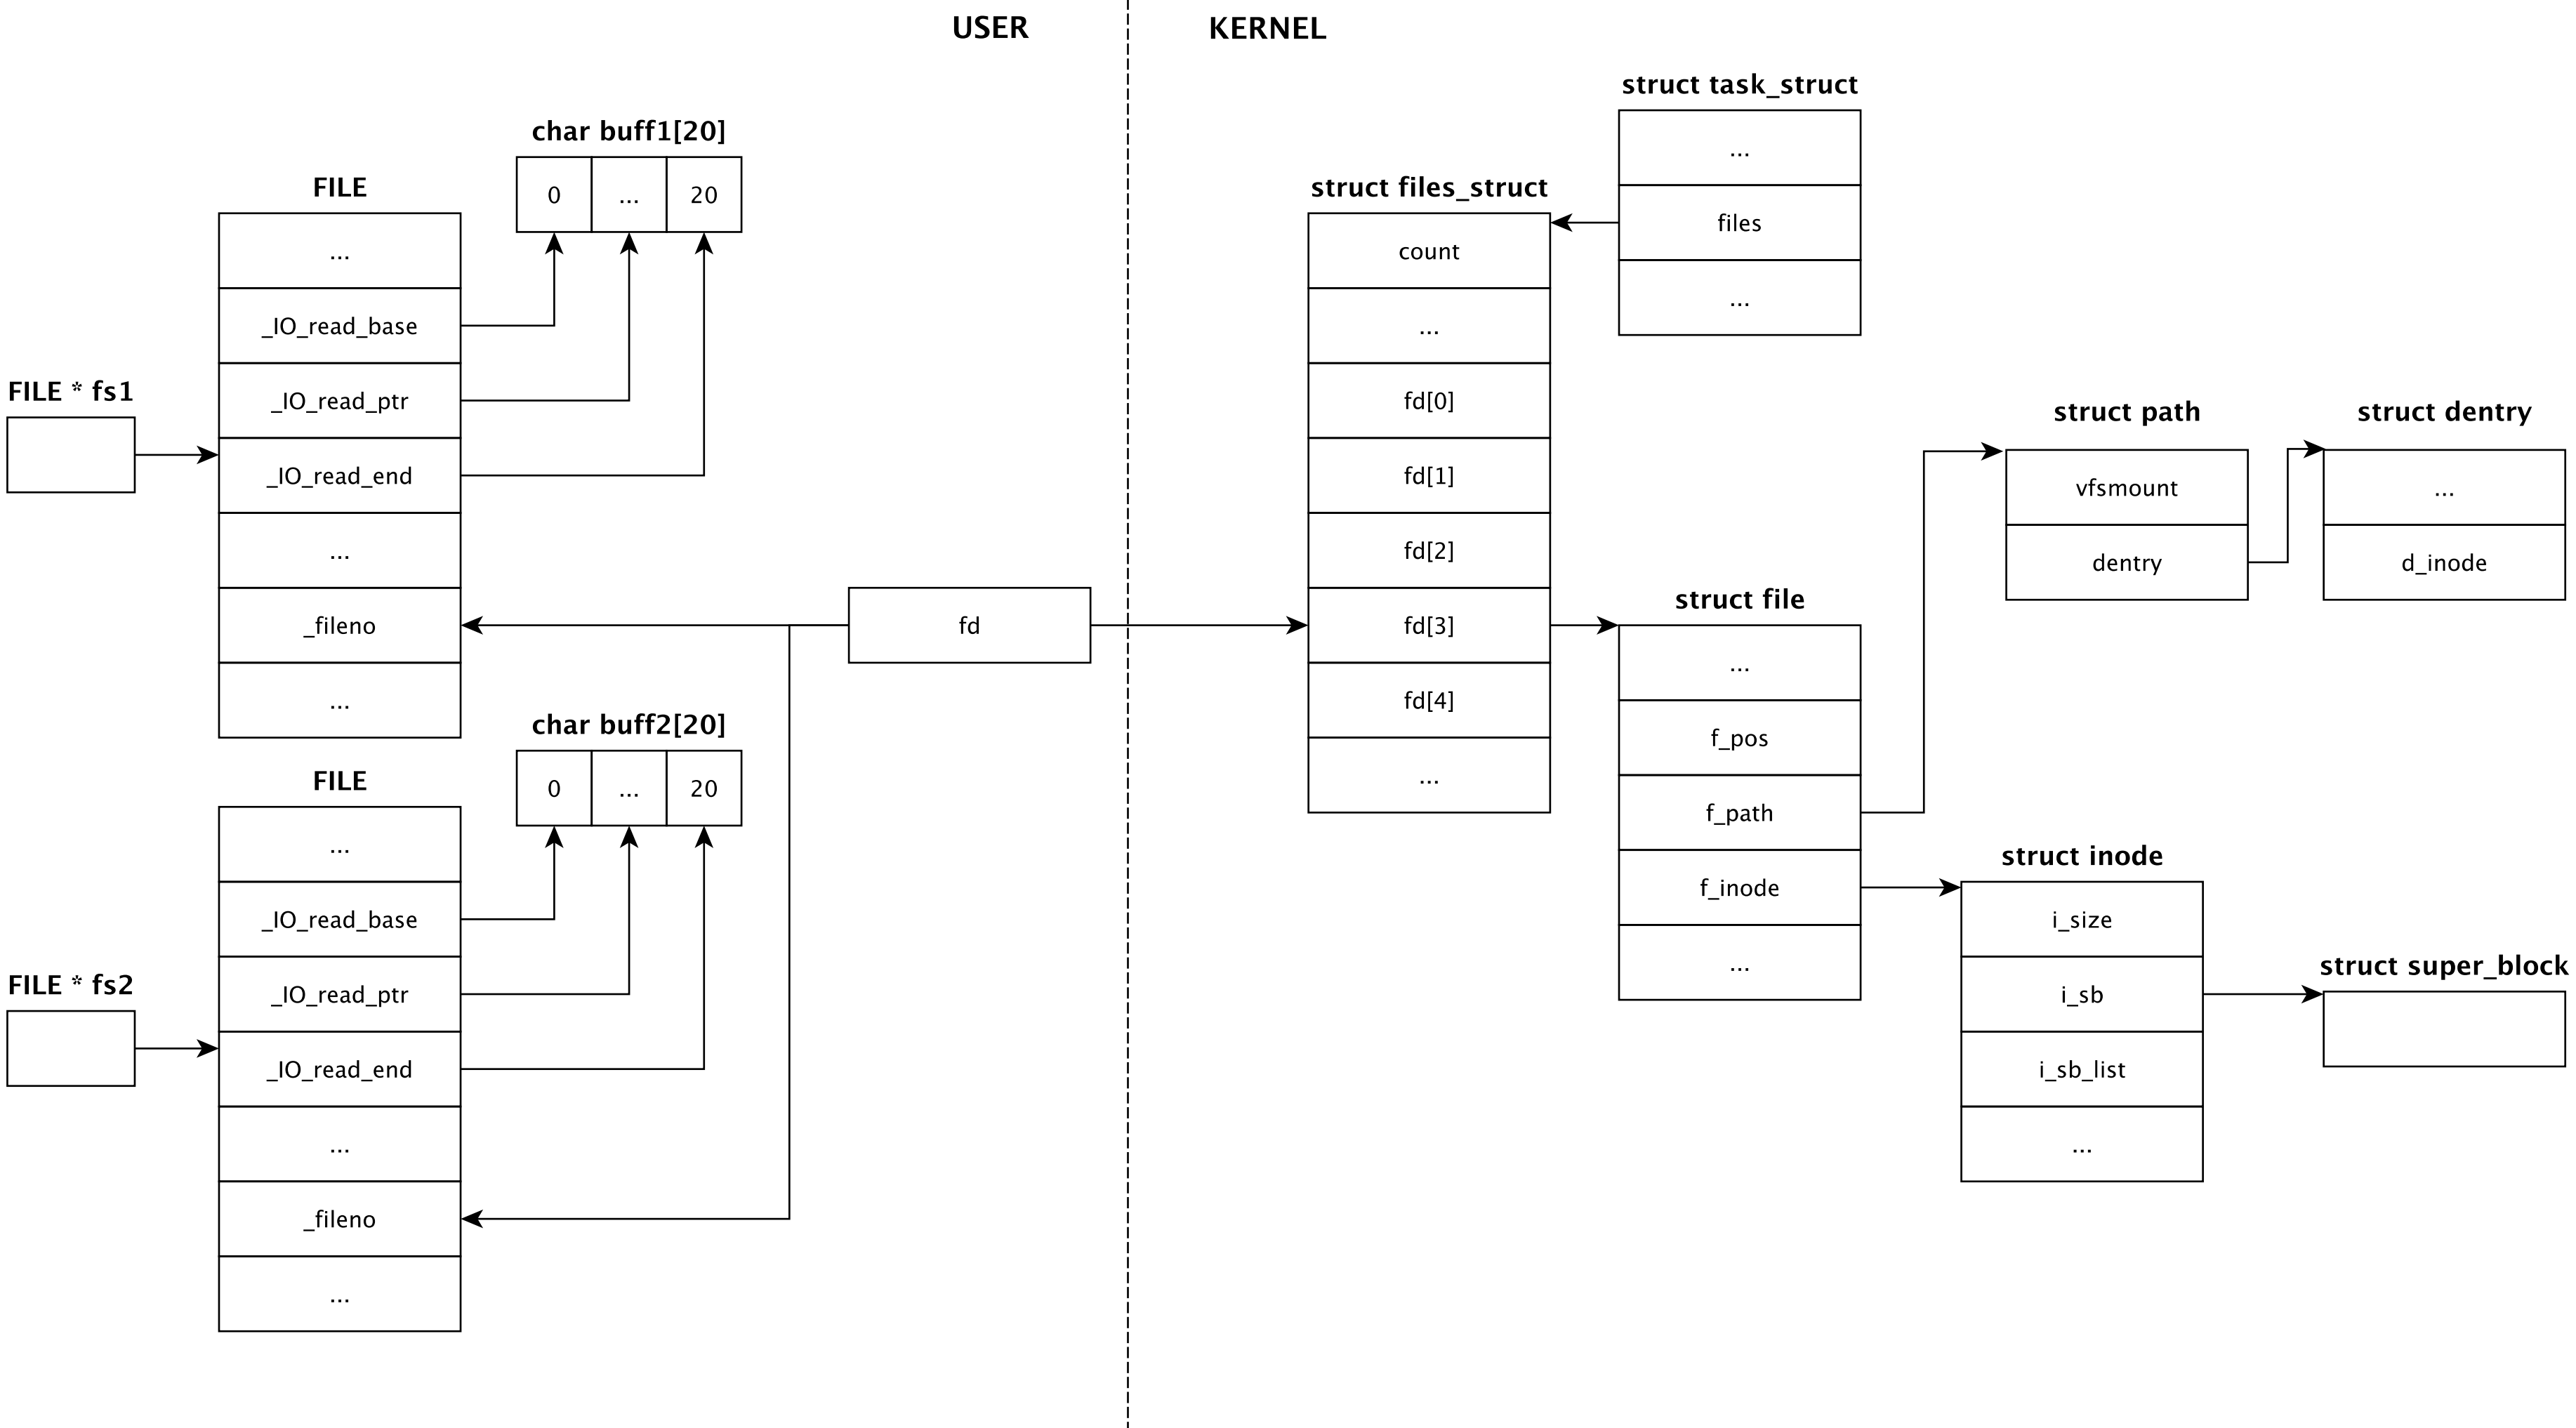 USER
KERNEL
FILE * fs1
FILE
...
_IO_read_base
_IO_read_ptr
_IO_read_end
...
_fileno
...
char buff1[20]
0
...
20
FILE * fs2
FILE
...
_IO_read_base
_IO_read_ptr
_IO_read_end
...
_fileno
...
char buff2[20]
0
...
20
fd
struct files_struct
count
...
fd[0]
fd[1]
fd[2]
fd[3]
fd[4]
...
struct task_struct
...
files
...
struct file
...
f_pos
f_path
f_inode
...
struct path
vfsmount
dentry
struct dentry
...
d_inode
struct inode
i_size
i_sb
i_sb_list
...
struct super_block